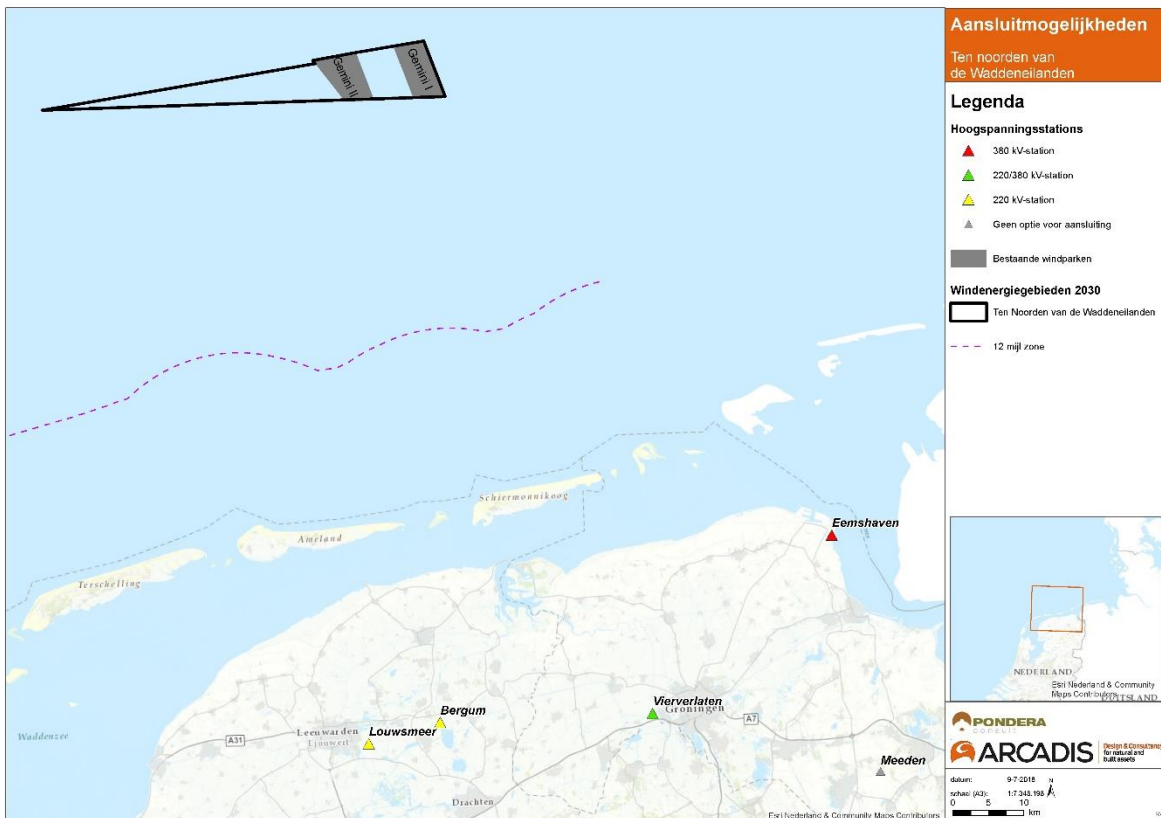 Gemini II
Gemini I
Schiermonnikoog
Ameland
Terschelling
Eemshaven
Vierverlaten
Groningen
A7
Bergum
Leeuwarden
Ljouwert
A31
Louwsmeer
Waddenzee
Meeden
Drachten
Esri Nederland & Community Maps Contributors
Aansluitmogelijkheden
Ten noorden van
de Waddeneilanden
Legenda
Hoogspanningsstations
380 kV-station
220/380 kV-station
220 kV-station
Geen optie voor aansluiting
Bestaande windparken
Windenergiegebieden 2030
Ten Noorden van de Waddeneilanden
12 mijl zone
NEDERLAND
Esri Nederland & Community
Maps Contributors
PONDERA
CONSULT
ARCADIS
Design & Consultancy
for natural and
built assets
datum: 9-7-2018
N
schaal (A3):
0 5 10
km